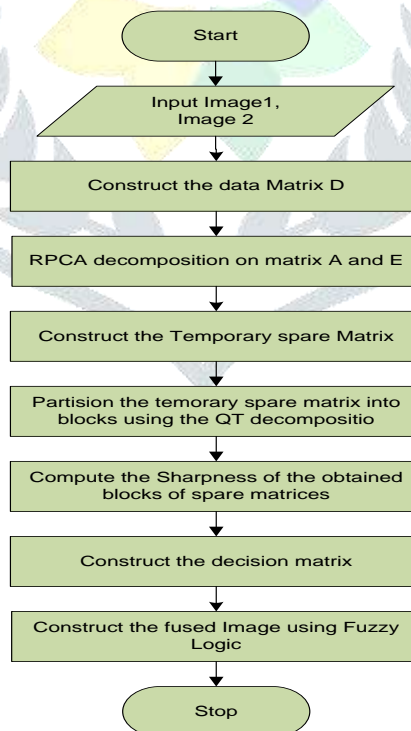 Start
Input Image1,
Image 2
Construct the data Matrix D
RPCA decomposition on matrix A and E
Construct the Temporary spare Matrix
Partision the temorary spare matrix into
blocks using the QT decompositio
Compute the Sharpness of the obtained
blocks of spare matrices
Construct the decision matrix
Construct the fused Image using Fuzzy
Logic
Stop